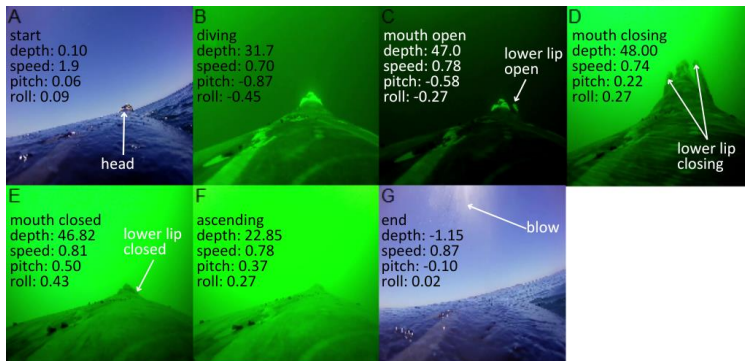 A
start
depth: 0.10
speed: 1.9
pitch: 0.06
roll: 0.09
head
B
diving
depth: 31.7
speed: 0.70
pitch: -0.87
roll: -0.45
C
mouth open
depth: 47.0
speed: 0.78
pitch: -0.58
roll: -0.27
lower lip
open
D
mouth closing
depth: 48.00
speed: 0.74
pitch: 0.22
roll: 0.27
lower lip
closing
E
mouth closed
depth: 46.82
speed: 0.81
pitch: 0.50
roll: 0.43
lower lip
closed
F
ascending
depth: 22.85
speed: 0.78
pitch: 0.37
roll: 0.27
G
end
depth: -1.15
speed: 0.87
pitch: -0.10
roll: 0.02
blow